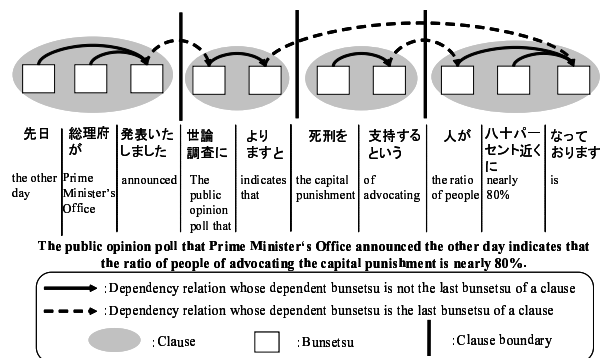 先日
総理府
が
発表いた
しました
世論
調査に
より
ますと
死刑を
支持する
という
人が
八十パー
セント近く
に
なって
おります
the other
day
Prime
Minister's
Office
announced
The
public
opinion
poll that
indicates
that
the capital
punishment
of
advocating
the ratio
of people
nearly
80%
is
The public opinion poll that Prime Minister's Office announced the other day indicates that
the ratio of people of advocating the capital punishment is nearly 80%.
:Dependency relation whose dependent bunsetsu is not the last bunsetsu of a clause
:Dependency relation whose dependent bunsetsu is the last bunsetsu of a clause
:Clause
:Bunsetsu
:Clause boundary